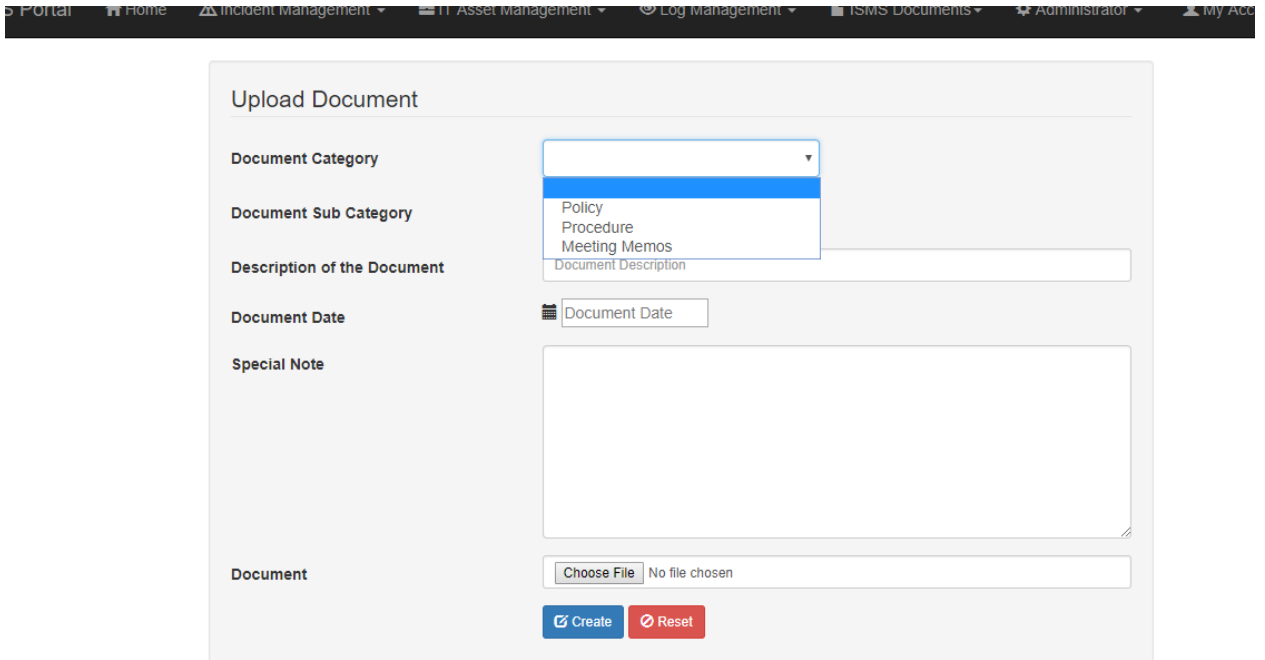 S Portal Home Incident Management IT Asset Management Log Management ISMS Documents Administrator My Acc
Upload Document
Document Category
Policy
Procedure
Meeting Memos
Document Sub Category
Description of the Document Document Description
Document Date Document Date
Special Note
Document Choose File No file chosen
Create Reset